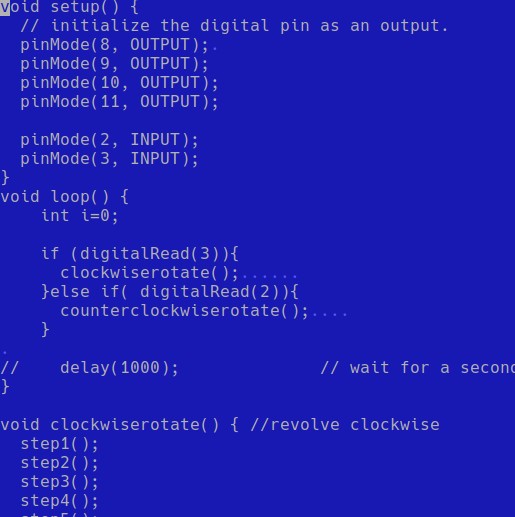 void setup() {
  // initialize the digital pin as an output.
  pinMode(8, OUTPUT);.
  pinMode(9, OUTPUT);
  pinMode(10, OUTPUT);
  pinMode(11, OUTPUT);

  pinMode(2, INPUT);
  pinMode(3, INPUT);
}
void loop() {
    int i=0;

    if (digitalRead(3)){
      clockwiserotate();......
    }else if( digitalRead(2)){
      counterclockwiserotate();....
    }
.
//    delay(1000);              // wait for a second
}

void clockwiserotate() { //revolve clockwise
  step1();
  step2();
  step3();
  step4();
  step5();